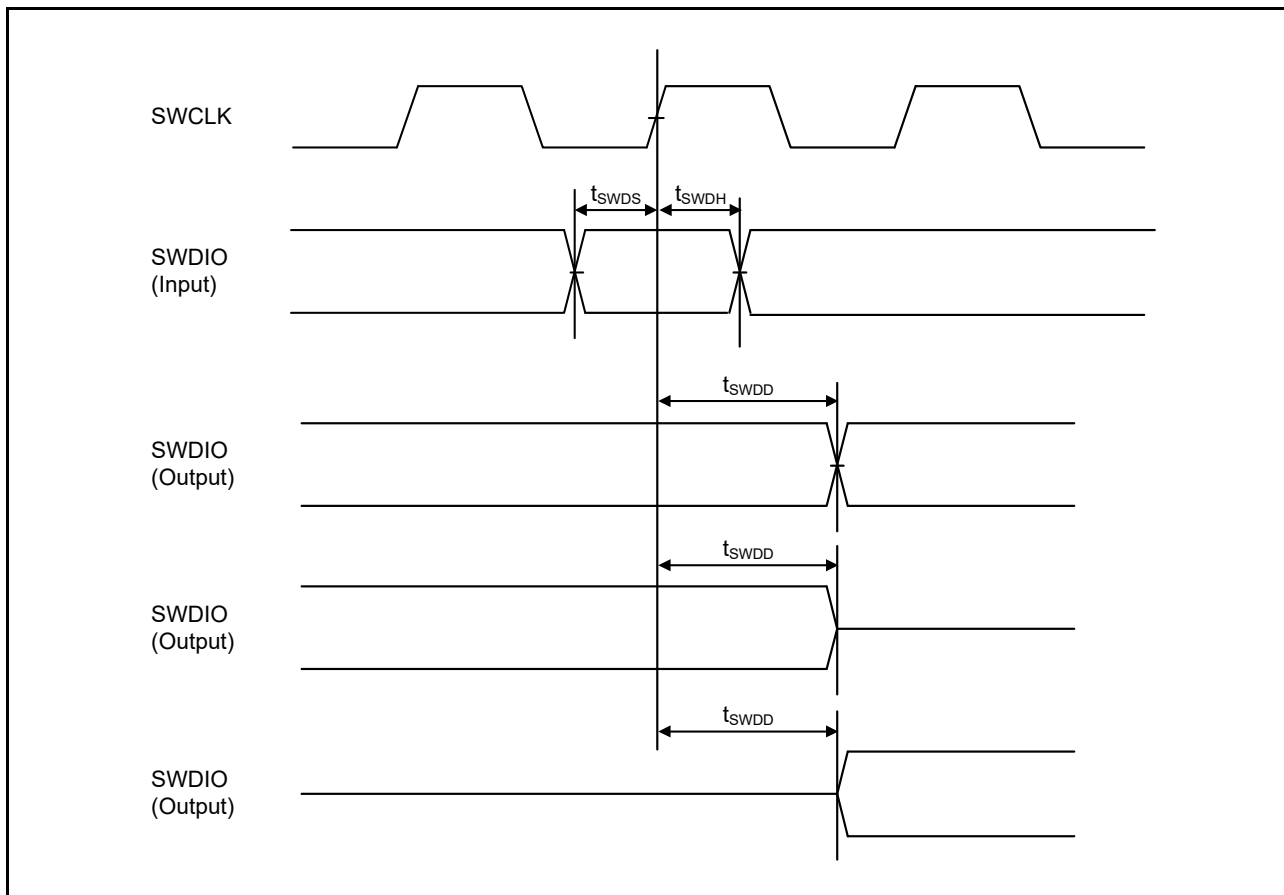 SWCLK
tSWDS tSWDH
SWDIO
(Input)
tSWDD
SWDIO
(Output)
tSWDD
SWDIO
(Output)
tSWDD
SWDIO
(Output)